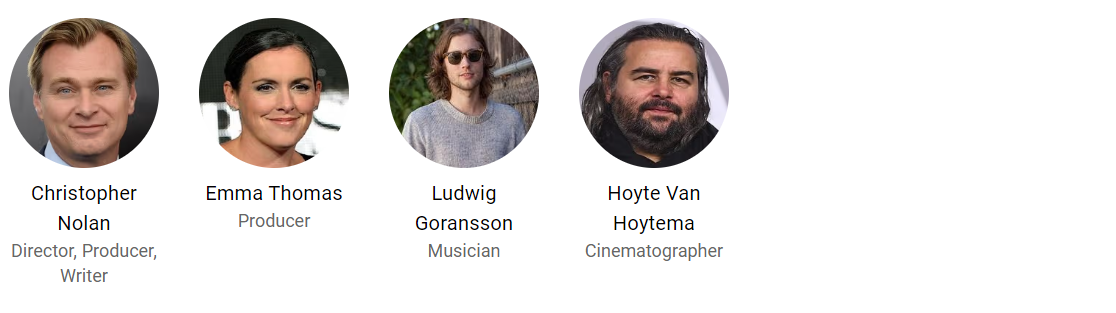 Christopher
Nolan
Director, Producer,
Writer
Emma Thomas
Producer
Ludwig
Goransson
Musician
Hoyte Van
Hoytema
Cinematographer